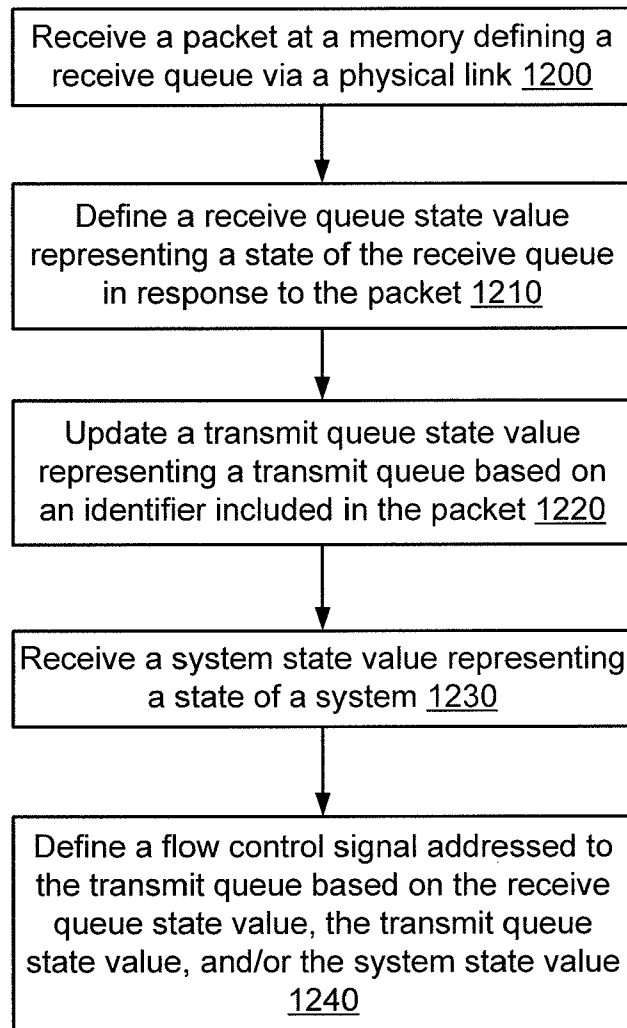 Receive a packet at a memory defining a
receive queue via a physical link 1200
Define a receive queue state value
representing a state of the receive queue
in response to the packet 1210
Update a transmit queue state value
representing a transmit queue based on
an identifier included in the packet 1220
Receive a system state value representing
a state of a system 1230
Define a flow control signal addressed to
the transmit queue based on the receive
queue state value, the transmit queue
state value, and/or the system state value
1240